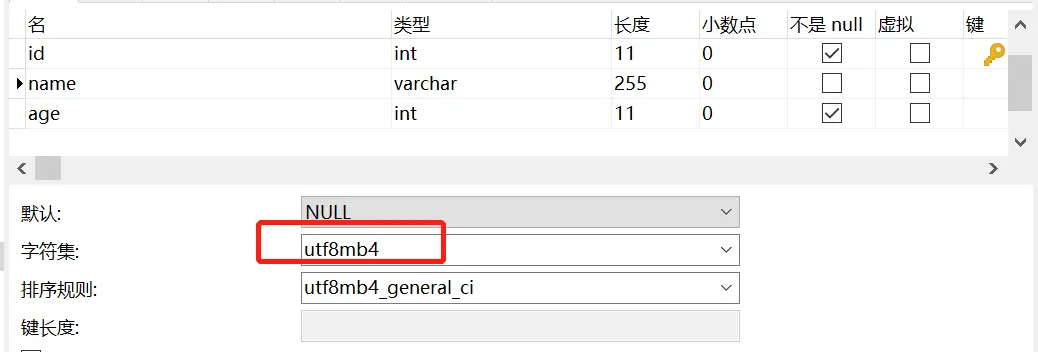 名 类型 长度 小数点 不是 null 虚拟 键
id int 11 0
name varchar 255 0
age int 11 0
默认: NULL
字符集: utf8mb4
排序规则: utf8mb4_general_ci
键长度: